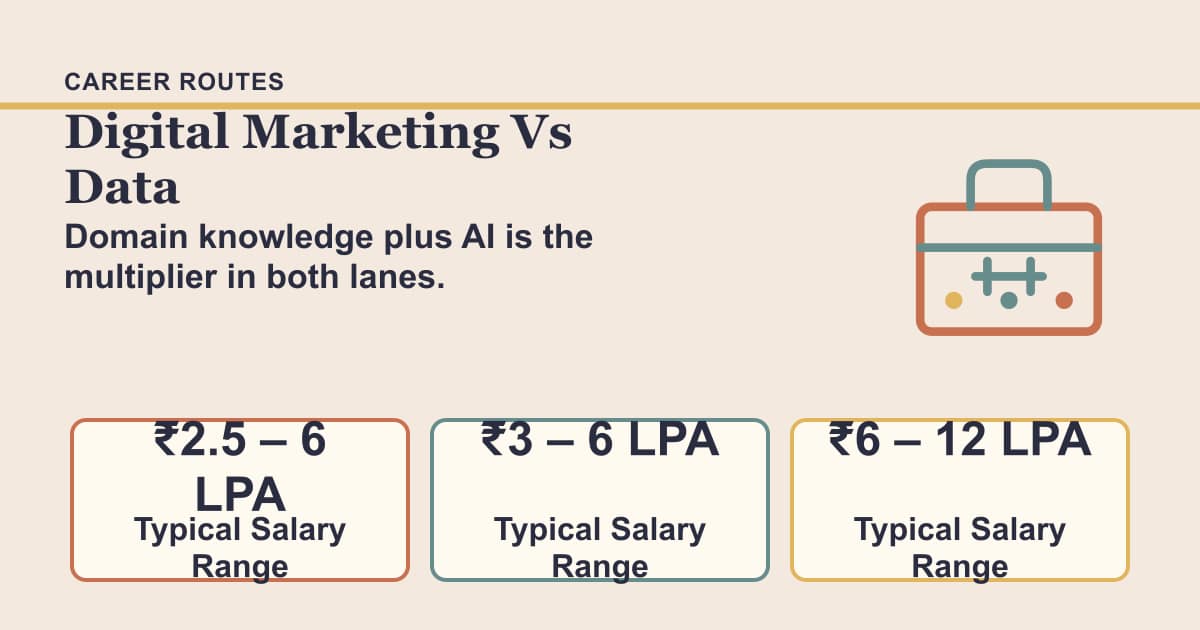 CAREER ROUTES
Digital Marketing Vs
Data
Domain knowledge plus AI is the
multiplier in both lanes.
₹2.5 – 6
LPA
Typical Salary
Range
₹3 – 6 LPA
Typical Salary
Range
₹6 – 12 LPA
Typical Salary
Range